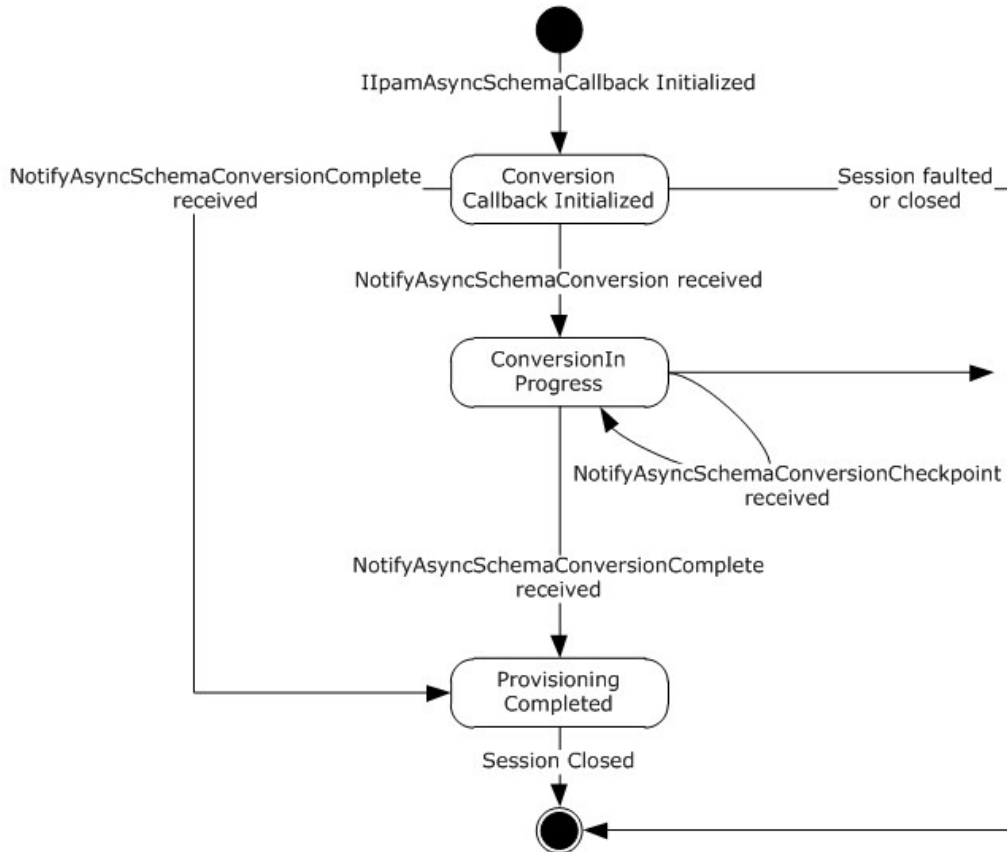 IIpamAsyncSchemaCallback Initialized
NotifyAsyncSchemaConversionComplete
received
Conversion
Callback Initialized
Session faulted
or closed
NotifyAsyncSchemaConversion received
ConversionIn
Progress
NotifyAsyncSchemaConversionCheckpoint
received
NotifyAsyncSchemaConversionComplete
received
Provisioning
Completed
Session Closed